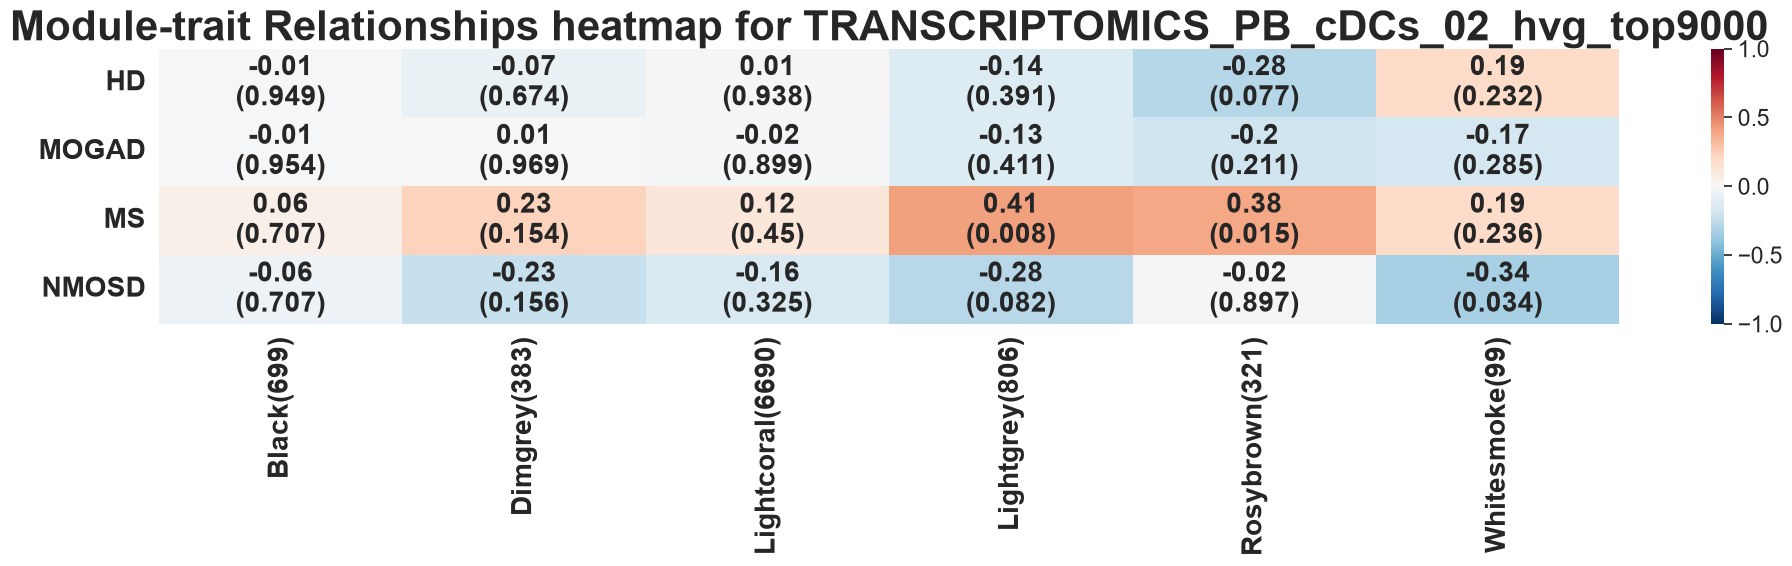 Module-trait Relationships heatmap for TRANSCRIPTOMICS_PB_cDCs_02_hvg_top9000
HD
-0.01 -0.07 0.01 -0.14 -0.28 0.19
(0.949) (0.674) (0.938) (0.391) (0.077) (0.232)
MOGAD
-0.01 0.01 -0.02 -0.13 -0.2 -0.17
(0.954) (0.969) (0.899) (0.411) (0.211) (0.285)
MS
0.06 0.23 0.12 0.41 0.38 0.19
(0.707) (0.154) (0.45) (0.008) (0.015) (0.236)
NMOSD
-0.06 -0.23 -0.16 -0.28 -0.02 -0.34
(0.707) (0.156) (0.325) (0.082) (0.897) (0.034)
Black(699)
Dimgrey(383)
Lightcoral(6690)
Lightgrey(806)
Rosybrown(321)
Whitesmoke(99)
1.0
0.5
0.0
−0.5
−1.0